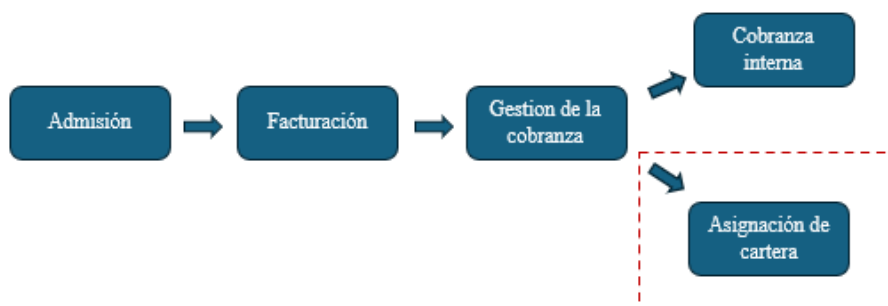 Admisión
Facturación
Gestion de la
cobranza
Cobranza
interna
Asignación de
cartera